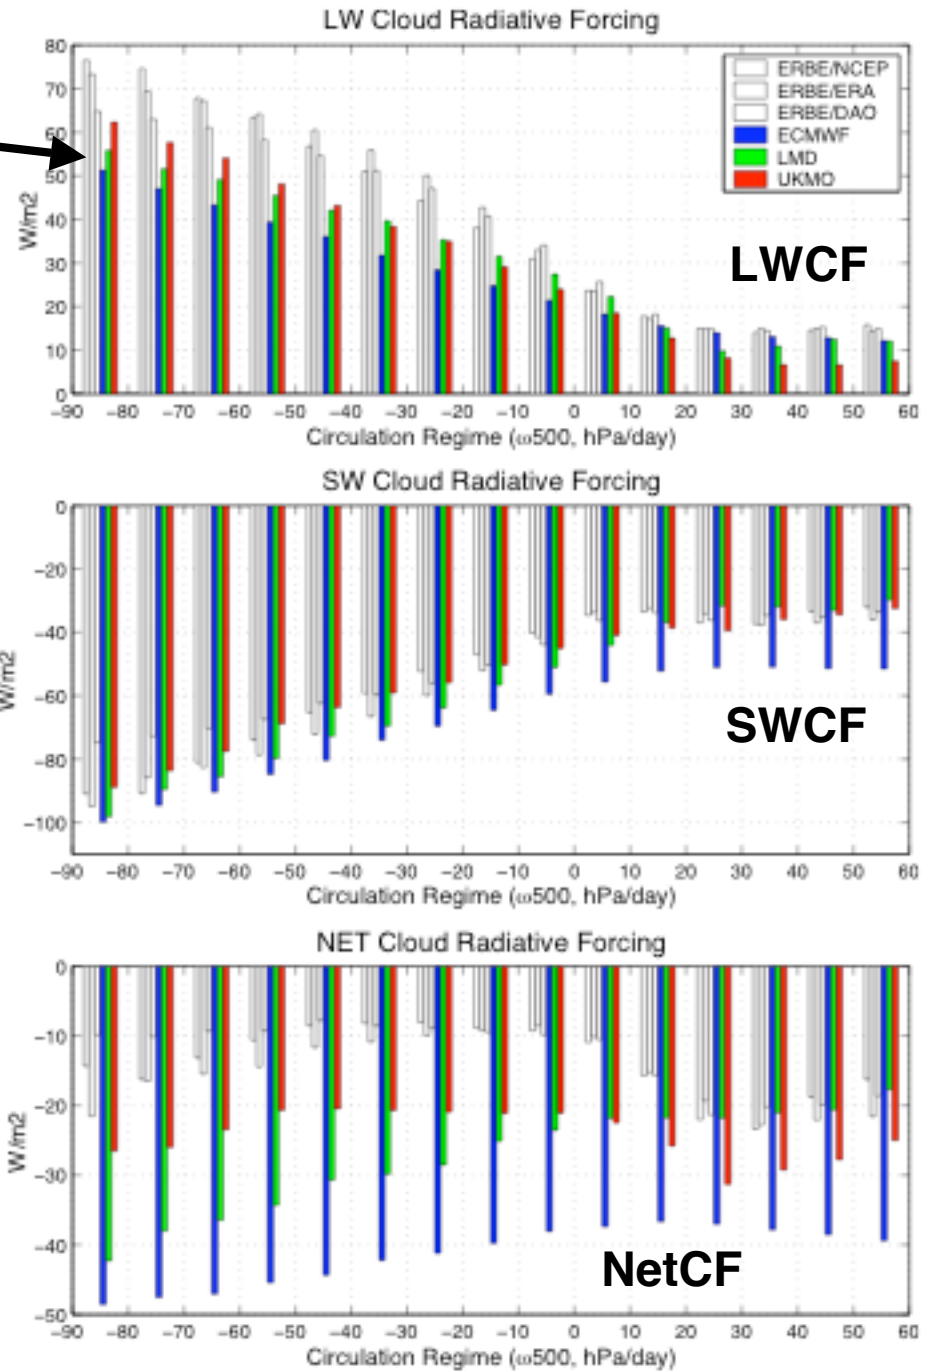 LW Cloud Radiative Forcing
80
70
60
50
40
30
20
10
0
W/m2
ERBE/NCEP
ERBE/ERA
ERBE/DAO
ECMWF
LMD
UKMO
LWCF
−90 −80 −70 −60 −50 −40 −30 −20 −10 0 10 20 30 40 50 60
Circulation Regime (ω500, hPa/day)
SW Cloud Radiative Forcing
0
−20
−40
−60
−80
−100
W/m2
SWCF
−90 −80 −70 −60 −50 −40 −30 −20 −10 0 10 20 30 40 50 60
Circulation Regime (ω500, hPa/day)
NET Cloud Radiative Forcing
0
−10
−20
−30
−40
−50
W/m2
NetCF
−90 −80 −70 −60 −50 −40 −30 −20 −10 0 10 20 30 40 50 60
Circulation Regime (ω500, hPa/day)